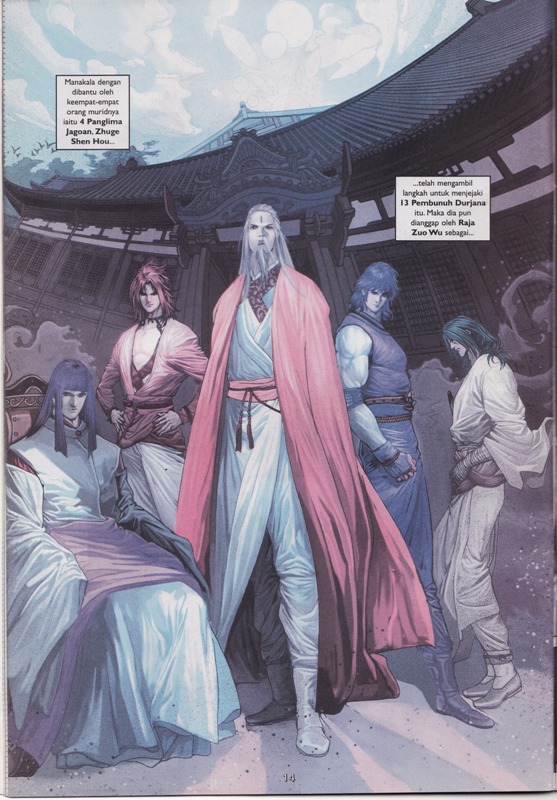 Manakala dengan
dibantu oleh
keempat-empat
orang muridnya
iaitu 4 Panglima
Jagoan, Zhuge
Shen Hou...
...telah mengambil
langkah untuk menjejaki
13 Pembunuh Durjana
itu. Maka dia pun
dianggap oleh Raja
Zuo Wu sebagai...
14